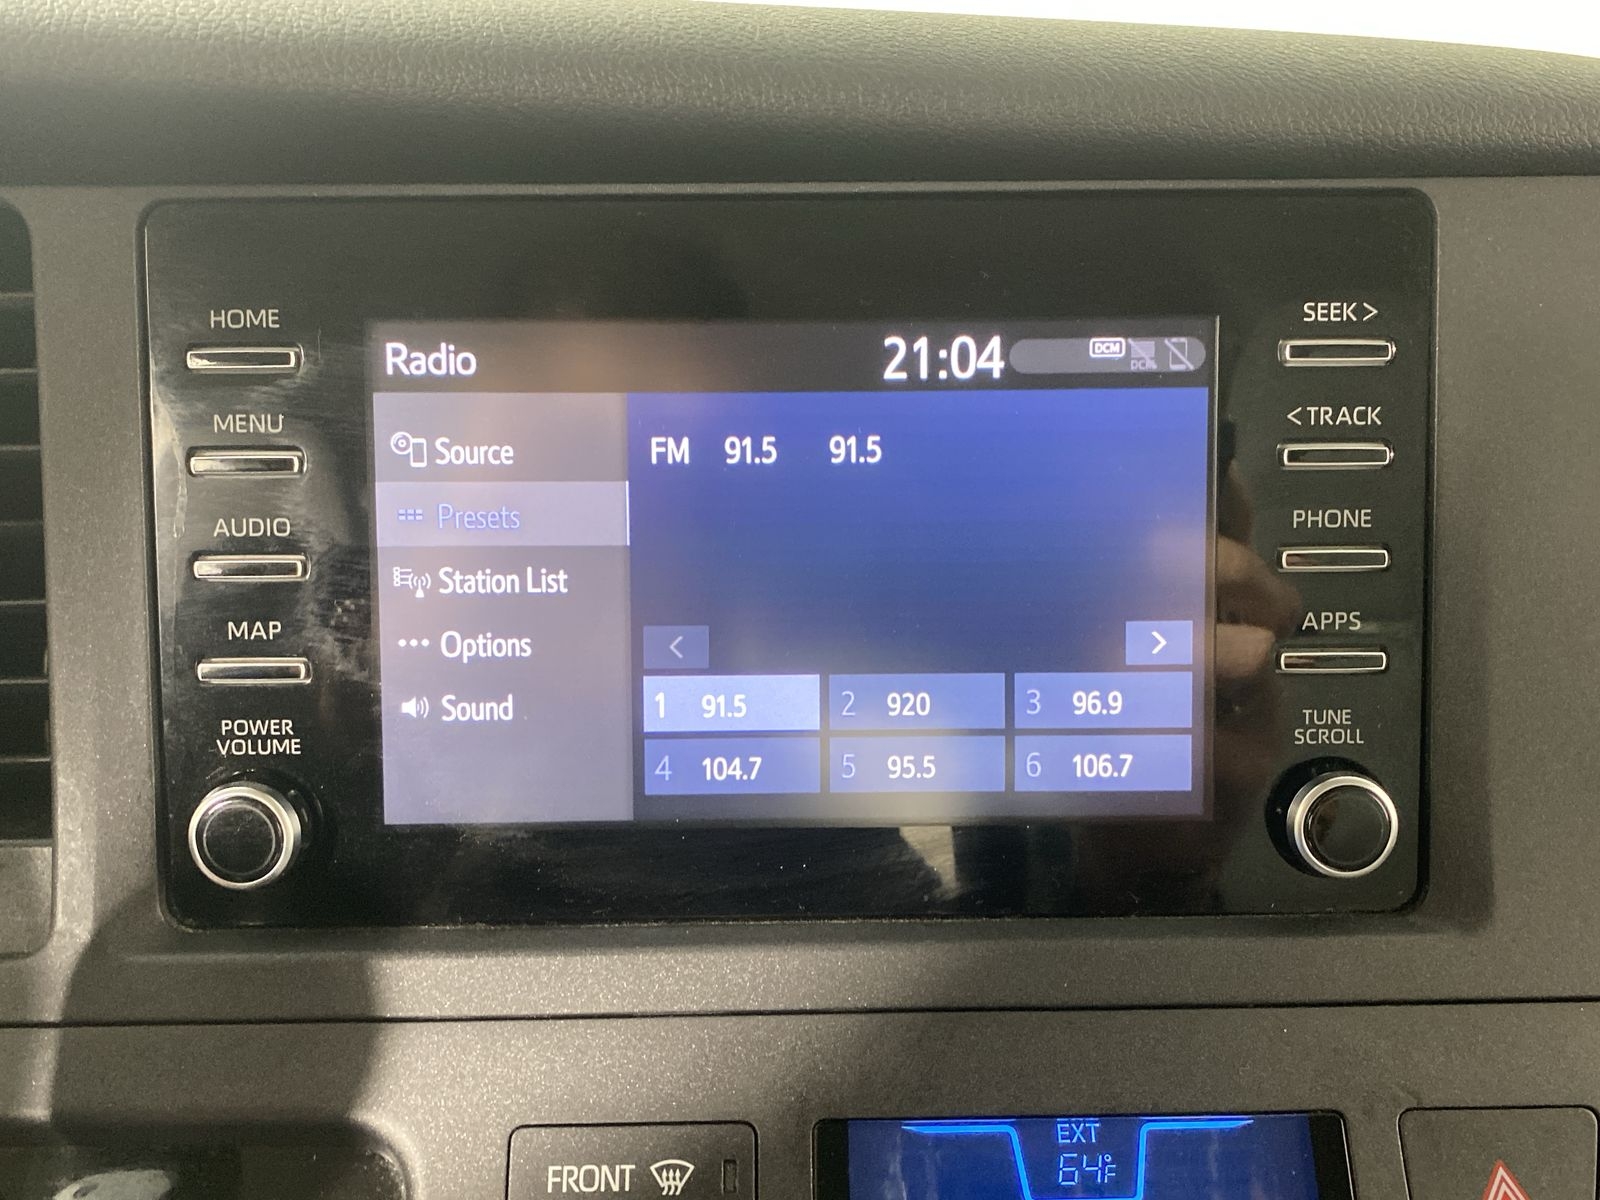 HOME
MENU
AUDIO
MAP
POWER
VOLUME
Radio
21:04
DCM
DCM
Source
Presets
Station List
Options
Sound
FM 91.5 91.5
<
>
1 91.5
2 920
3 96.9
4 104.7
5 95.5
6 106.7
SEEK >
< TRACK
PHONE
APPS
TUNE
SCROLL
FRONT
EXT
64°F